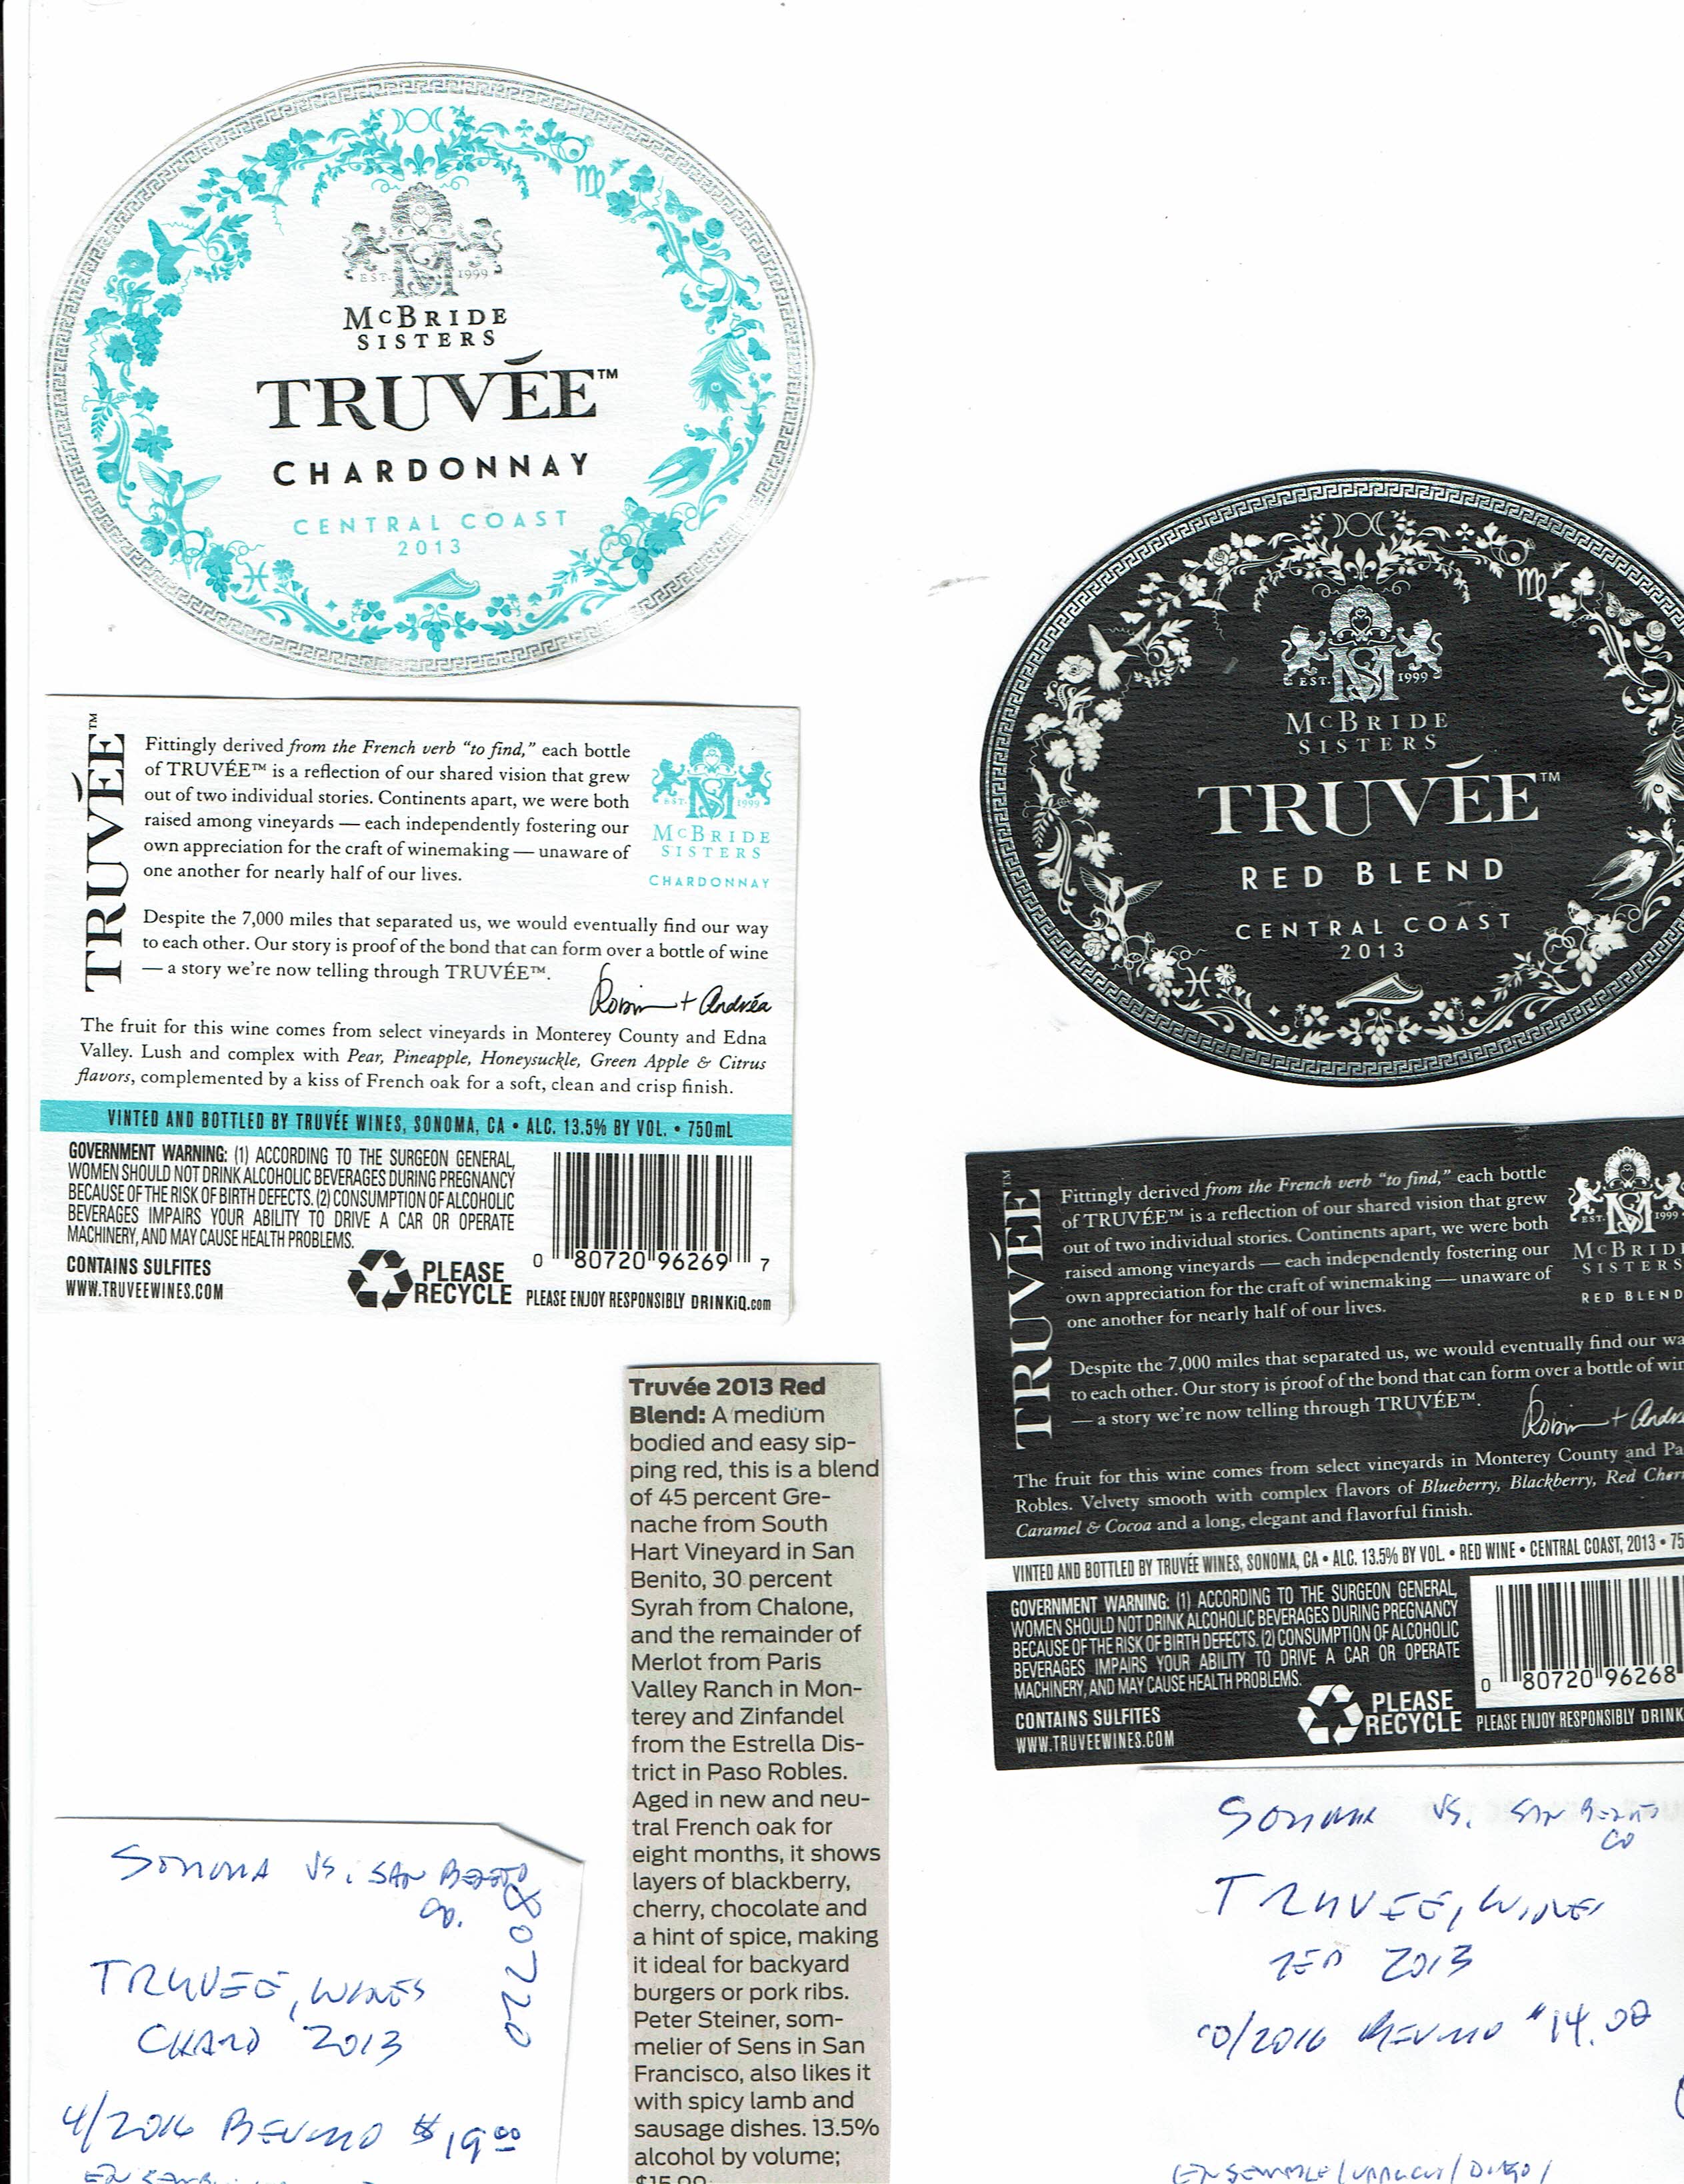 EST. 1999
McBRIDE
SISTERS
TRUVÉE™
CHARDONNAY
CENTRAL COAST
2013
TRUVÉE™
Fittingly derived from the French verb “to find,” each bottle
of TRUVÉE™ is a reflection of our shared vision that grew
out of two individual stories. Continents apart, we were both
raised among vineyards — each independently fostering our
own appreciation for the craft of winemaking — unaware of
one another for nearly half of our lives.
EST. 1999
McBRIDE
SISTERS
CHARDONNAY
Despite the 7,000 miles that separated us, we would eventually find our way
to each other. Our story is proof of the bond that can form over a bottle of wine
— a story we’re now telling through TRUVÉE™.
Robin + Andréa
The fruit for this wine comes from select vineyards in Monterey County and Edna
Valley. Lush and complex with Pear, Pineapple, Honeysuckle, Green Apple & Citrus
flavors, complemented by a kiss of French oak for a soft, clean and crisp finish.
VINTED AND BOTTLED BY TRUVÉE WINES, SONOMA, CA • ALC. 13.5% BY VOL. • 750mL
GOVERNMENT WARNING: (1) ACCORDING TO THE SURGEON GENERAL,
WOMEN SHOULD NOT DRINK ALCOHOLIC BEVERAGES DURING PREGNANCY
BECAUSE OF THE RISK OF BIRTH DEFECTS. (2) CONSUMPTION OF ALCOHOLIC
BEVERAGES IMPAIRS YOUR ABILITY TO DRIVE A CAR OR OPERATE
MACHINERY, AND MAY CAUSE HEALTH PROBLEMS.
CONTAINS SULFITES
WWW.TRUVEEWINES.COM
PLEASE
RECYCLE
0 80720 96269 7
PLEASE ENJOY RESPONSIBLY DRINKiQ.com
EST. 1999
McBRIDE
SISTERS
TRUVÉE™
RED BLEND
CENTRAL COAST
2013
TRUVÉE™
Fittingly derived from the French verb “to find,” each bottle
of TRUVÉE™ is a reflection of our shared vision that grew
out of two individual stories. Continents apart, we were both
raised among vineyards — each independently fostering our
own appreciation for the craft of winemaking — unaware of
one another for nearly half of our lives.
EST. 1999
McBRID
SISTERS
RED BLEND
Despite the 7,000 miles that separated us, we would eventually find our wa
to each other. Our story is proof of the bond that can form over a bottle of win
— a story we’re now telling through TRUVÉE™.
Robin + André
The fruit for this wine comes from select vineyards in Monterey County and Pa
Robles. Velvety smooth with complex flavors of Blueberry, Blackberry, Red Cherr
Caramel & Cocoa and a long, elegant and flavorful finish.
VINTED AND BOTTLED BY TRUVÉE WINES, SONOMA, CA • ALC. 13.5% BY VOL. • RED WINE • CENTRAL COAST, 2013 • 75
GOVERNMENT WARNING: (1) ACCORDING TO THE SURGEON GENERAL,
WOMEN SHOULD NOT DRINK ALCOHOLIC BEVERAGES DURING PREGNANCY
BECAUSE OF THE RISK OF BIRTH DEFECTS. (2) CONSUMPTION OF ALCOHOLIC
BEVERAGES IMPAIRS YOUR ABILITY TO DRIVE A CAR OR OPERATE
MACHINERY, AND MAY CAUSE HEALTH PROBLEMS.
CONTAINS SULFITES
WWW.TRUVEEWINES.COM
PLEASE
RECYCLE
0 80720 96268
PLEASE ENJOY RESPONSIBLY DRINK
Truvée 2013 Red
Blend: A medium
bodied and easy sip-
ping red, this is a blend
of 45 percent Gre-
nache from South
Hart Vineyard in San
Benito, 30 percent
Syrah from Chalone,
and the remainder of
Merlot from Paris
Valley Ranch in Mon-
terey and Zinfandel
from the Estrella Dis-
trict in Paso Robles.
Aged in new and neu-
tral French oak for
eight months, it shows
layers of blackberry,
cherry, chocolate and
a hint of spice, making
it ideal for backyard
burgers or pork ribs.
Peter Steiner, som-
melier of Sens in San
Francisco, also likes it
with spicy lamb and
sausage dishes. 13.5%
alcohol by volume;
$15.99
SONOMA VS. SAN BENITO
CO.
80720
TRUVEE, WINES
CHARD 2013
4/2016 BEVMO $19.00
SONOMA VS. SAN BENITO
CO
TRUVEE, WINES
RED 2013
0/2016 BEVMO $14.00